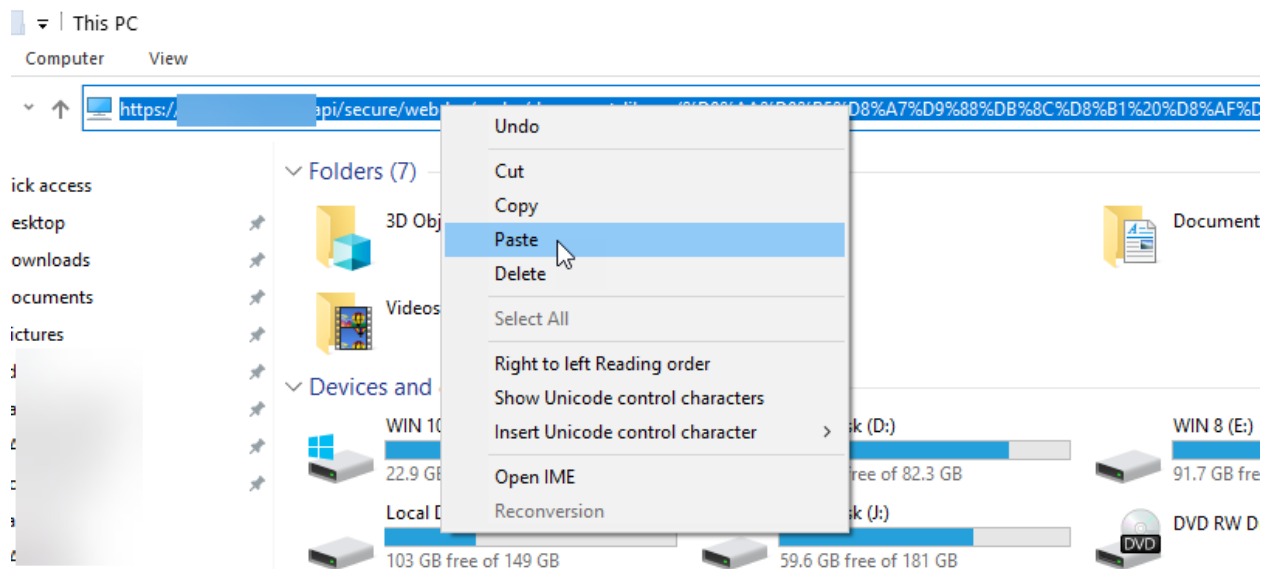 This PC
Computer View
https:/ api/secure/web %D8%A7%D9%88%DB%8C%D8%B1%20%D8%AF%D
Undo
Cut
Copy
Paste
Delete
Select All
Right to left Reading order
Show Unicode control characters
Insert Unicode control character
Open IME
Reconversion
ick access
esktop
ownloads
ocuments
ictures
Folders (7)
3D Obj
Document
Videos
Devices and
WIN 10
22.9 GB
sk (D:)
ree of 82.3 GB
WIN 8 (E:)
91.7 GB fre
Local D
103 GB free of 149 GB
sk (J:)
59.6 GB free of 181 GB
DVD RW D
DVD